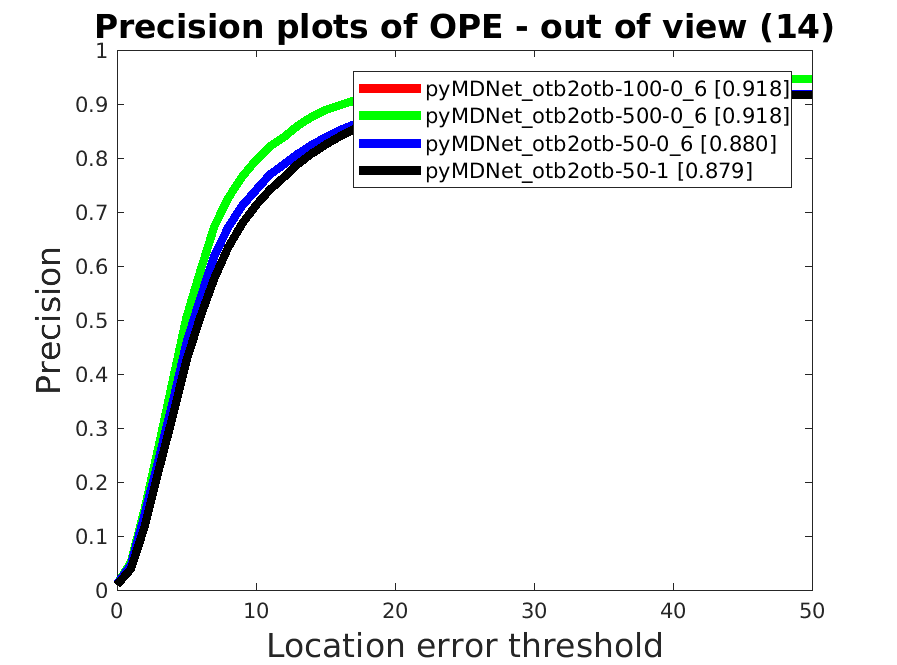 Precision plots of OPE - out of view (14)
1
0.9
0.8
0.7
0.6
0.5
0.4
0.3
0.2
0.1
0
pyMDNet_otb2otb-100-0_6 [0.918]
pyMDNet_otb2otb-500-0_6 [0.918]
pyMDNet_otb2otb-50-0_6 [0.880]
pyMDNet_otb2otb-50-1 [0.879]
Precision
0 10 20 30 40 50
Location error threshold